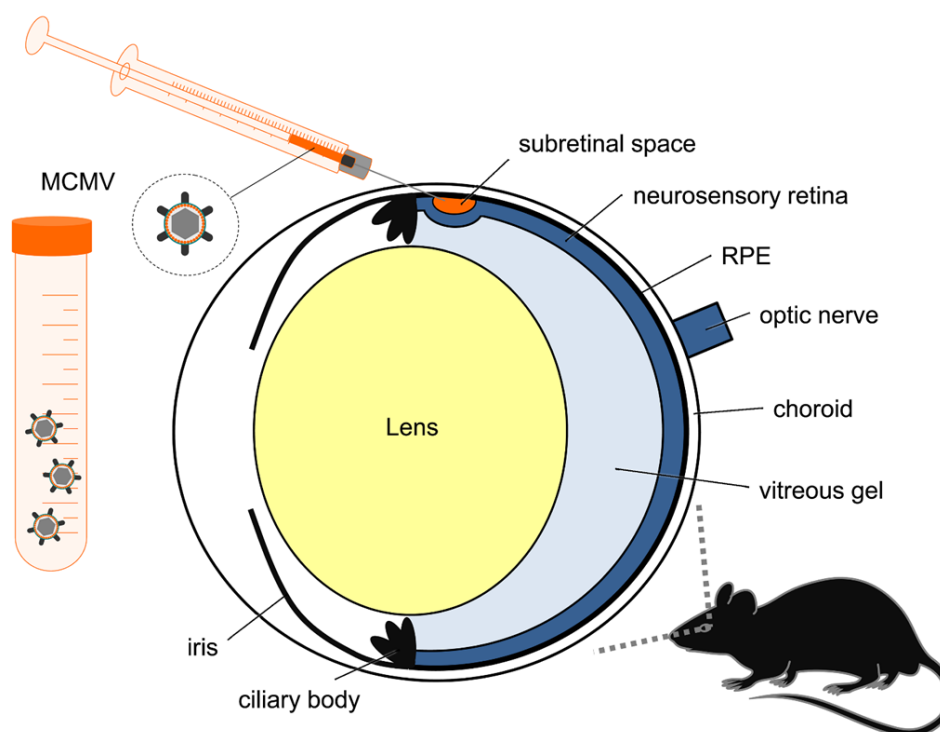 subretinal space
MCMV
neurosensory retina
RPE
optic nerve
choroid
Lens
vitreous gel
iris
ciliary body